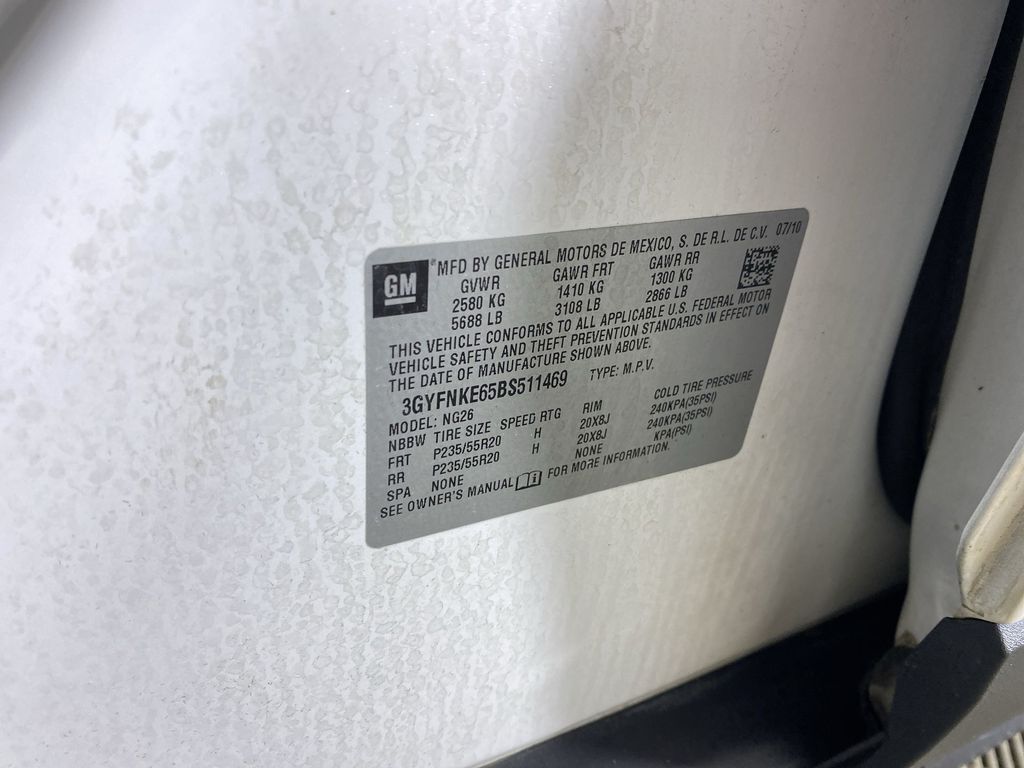 GM
*MFD BY GENERAL MOTORS DE MEXICO, S. DE R.L. DE C.V. 07/10
GVWR GAWR FRT GAWR RR
2580 KG 1410 KG 1300 KG
5688 LB 3108 LB 2866 LB
THIS VEHICLE CONFORMS TO ALL APPLICABLE U.S. FEDERAL MOTOR
VEHICLE SAFETY AND THEFT PREVENTION STANDARDS IN EFFECT ON
THE DATE OF MANUFACTURE SHOWN ABOVE.
3GYFNKE65BS511469 TYPE: M.P.V.
MODEL: NG26
NBBW TIRE SIZE SPEED RTG RIM COLD TIRE PRESSURE
FRT P235/55R20 H 20X8J 240KPA(35PSI)
RR P235/55R20 H 20X8J 240KPA(35PSI)
SPA NONE NONE KPA(PSI)
SEE OWNER'S MANUAL i FOR MORE INFORMATION.